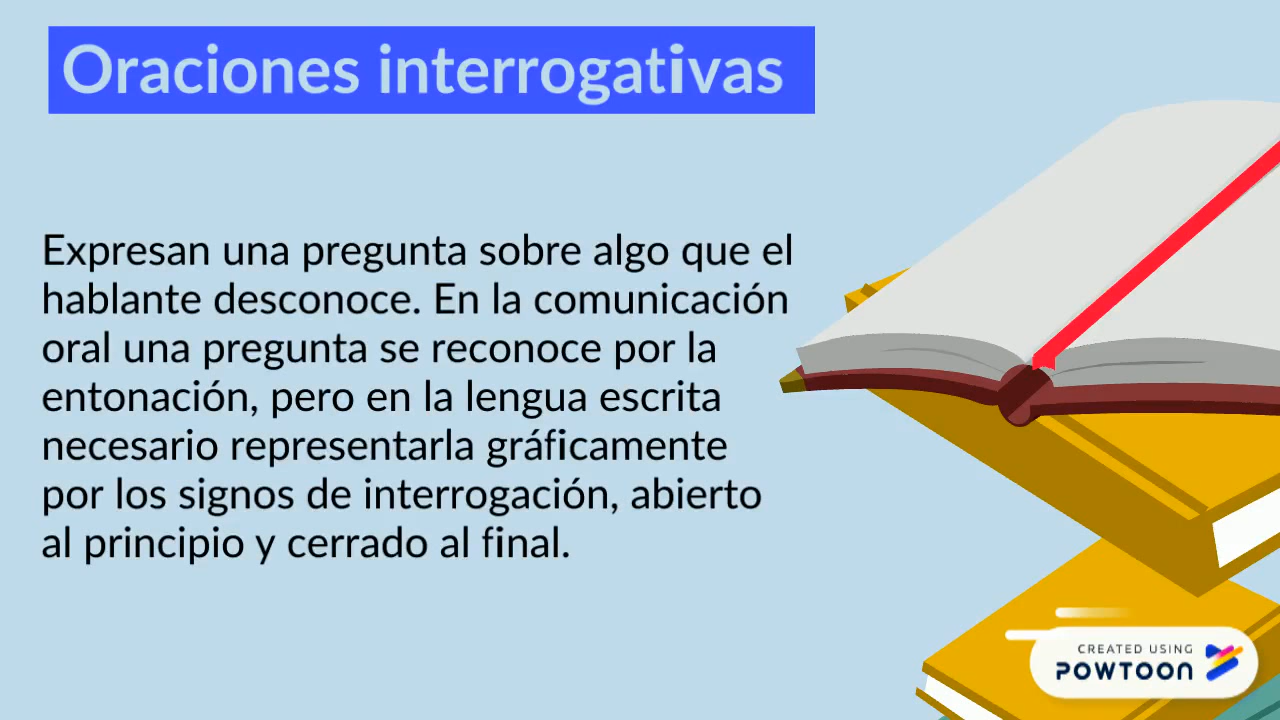 Oraciones interrogativas
Expresan una pregunta sobre algo que el
hablante desconoce. En la comunicación
oral una pregunta se reconoce por la
entonación, pero en la lengua escrita
necesario representarla gráficamente
por los signos de interrogación, abierto
al principio y cerrado al final.
CREATED USING
POWTOON